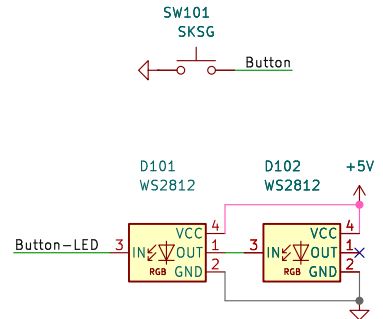 SW101
SKSG
Button
D101
WS2812
D102
WS2812
+5V
Button-LED
3
IN
VCC
4
OUT
1
GND
2
RGB
3
IN
VCC
4
OUT
1
GND
2
RGB